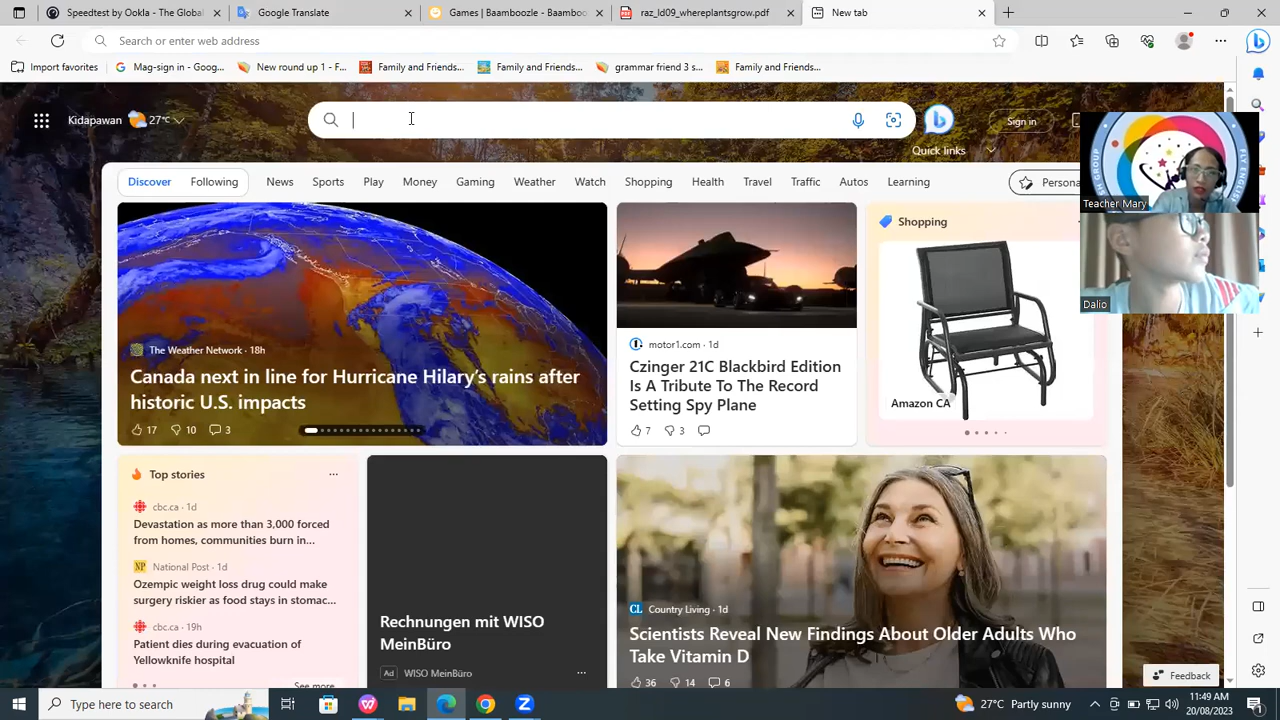 Speedtest by Ookla - The Global
Google Translate
Games | Bamboozle - Baamboo
raz_ld09_whereplantsgrow.pdf
New tab
Search or enter web address
Import favorites
Mag-sign in - Goog...
New round up 1 - F...
Family and Friends...
Family and Friends...
grammar friend 3 s...
Family and Friends...
Kidapawan
27°C
Sign in
Quick links
Discover
Following
News
Sports
Play
Money
Gaming
Weather
Watch
Shopping
Health
Travel
Traffic
Autos
Learning
Persona
Teacher Mary
Dalio
FLY ENGLISH
The Weather Network · 18h
Canada next in line for Hurricane Hilary's rains after
historic U.S. impacts
17 10 3
motor1.com · 1d
Czinger 21C Blackbird Edition
Is A Tribute To The Record
Setting Spy Plane
7 3
Shopping
Amazon CA
Top stories
cbc.ca · 1d
Devastation as more than 3,000 forced
from homes, communities burn in...
NP National Post · 1d
Ozempic weight loss drug could make
surgery riskier as food stays in stomac...
cbc.ca · 19h
Patient dies during evacuation of
Yellowknife hospital
See more
Rechnungen mit WISO
MeinBüro
Ad WISO MeinBüro
CL Country Living · 1d
Scientists Reveal New Findings About Older Adults Who
Take Vitamin D
36 14 6
Feedback
Type here to search
27°C Partly sunny
11:49 AM
20/08/2023